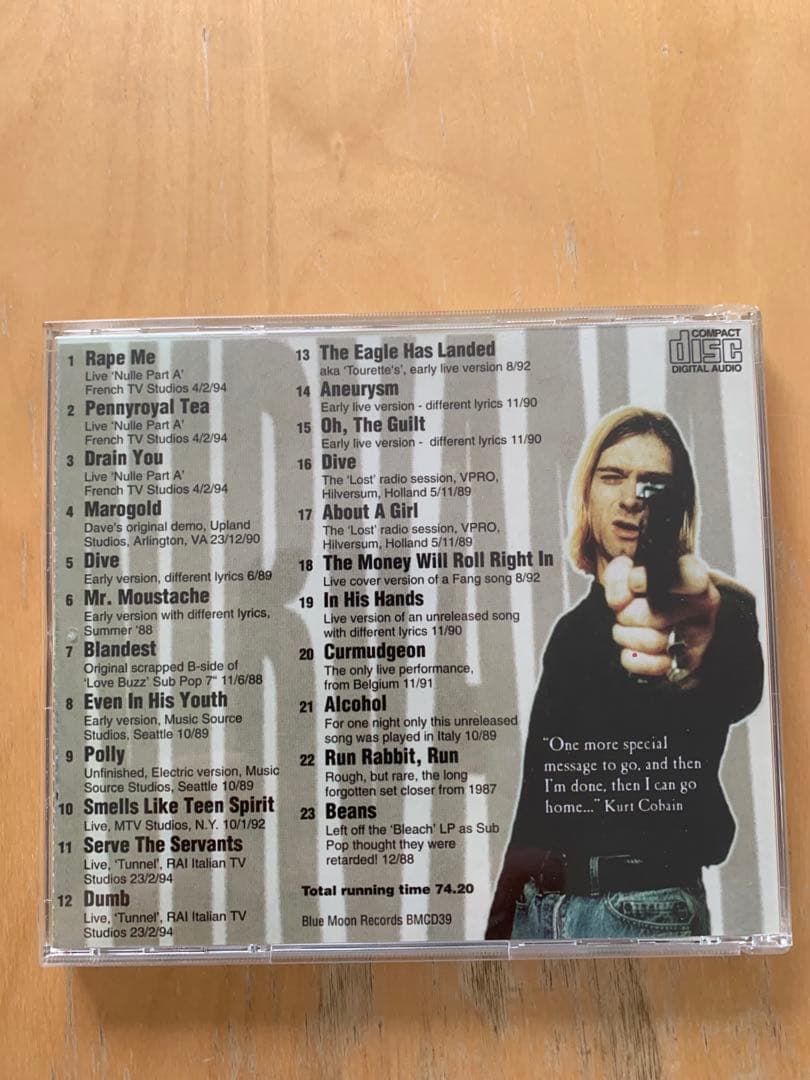 1 Rape Me
Live 'Nulle Part A'
French TV Studios 4/2/94
2 Pennyroyal Tea
Live 'Nulle Part A'
French TV Studios 4/2/94
3 Drain You
Live 'Nulle Part A'
French TV Studios 4/2/94
4 Marogold
Dave's original demo, Upland
Studios, Arlington, VA 23/12/90
5 Dive
Early version, different lyrics 6/89
6 Mr. Moustache
Early version with different lyrics,
Summer '88
7 Blandest
Original scrapped B-side of
'Love Buzz' Sub Pop 7" 11/6/88
8 Even In His Youth
Early version, Music Source
Studios, Seattle 10/89
9 Polly
Unfinished, Electric version, Music
Source Studios, Seattle 10/89
10 Smells Like Teen Spirit
Live, MTV Studios, N.Y. 10/1/92
11 Serve The Servants
Live, 'Tunnel', RAI Italian TV
Studios 23/2/94
12 Dumb
Live, 'Tunnel', RAI Italian TV
Studios 23/2/94
13 The Eagle Has Landed
aka 'Tourette's', early live version 8/92
14 Aneurysm
Early live version - different lyrics 11/90
15 Oh, The Guilt
Early live version - different lyrics 11/90
16 Dive
The 'Lost' radio session, VPRO,
Hilversum, Holland 5/11/89
17 About A Girl
The 'Lost' radio session, VPRO,
Hilversum, Holland 5/11/89
18 The Money Will Roll Right In
Live cover version of a Fang song 8/92
19 In His Hands
Live version of an unreleased song
with different lyrics 11/90
20 Curmudgeon
The only live performance,
from Belgium 11/91
21 Alcohol
For one night only this unreleased
song was played in Italy 10/89
22 Run Rabbit, Run
Rough, but rare, the long
forgotten set closer from 1987
23 Beans
Left off the 'Bleach' LP as Sub
Pop thought they were
retarded! 12/88
Total running time 74.20
Blue Moon Records BMCD39
COMPACT
disc
DIGITAL AUDIO
"One more special
message to go, and then
I'm done, then I can go
home..." Kurt Cobain